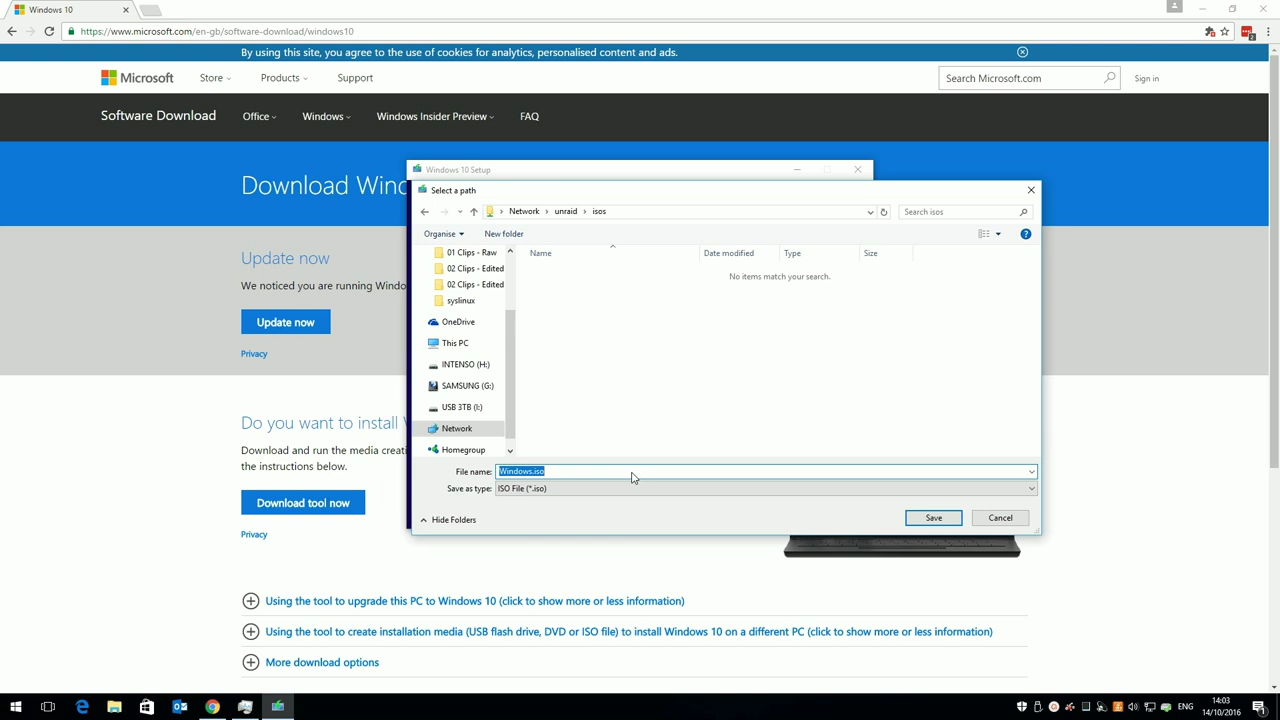 Windows 10
https://www.microsoft.com/en-gb/software-download/windows10
By using this site, you agree to the use of cookies for analytics, personalised content and ads.
Microsoft
Store
Products
Support
Search Microsoft.com
Sign in
Software Download
Office
Windows
Windows Insider Preview
FAQ
Download Wind
Windows 10 Setup
Select a path
Network
unraid
isos
Search isos
Organise
New folder
Name
Date modified
Type
Size
No items match your search.
01 Clips - Raw
02 Clips - Edited
02 Clips - Edited
syslinux
OneDrive
This PC
INTENSO (H:)
SAMSUNG (G:)
USB 3TB (I:)
Network
Homegroup
File name: Windows.iso
Save as type: ISO File (*.iso)
Hide Folders
Save
Cancel
Update now
We noticed you are running Windo
Update now
Privacy
Do you want to install
Download and run the media creati
the instructions below.
Download tool now
Privacy
Using the tool to upgrade this PC to Windows 10 (click to show more or less information)
Using the tool to create installation media (USB flash drive, DVD or ISO file) to install Windows 10 on a different PC (click to show more or less information)
More download options
ENG
14:03
14/10/2016